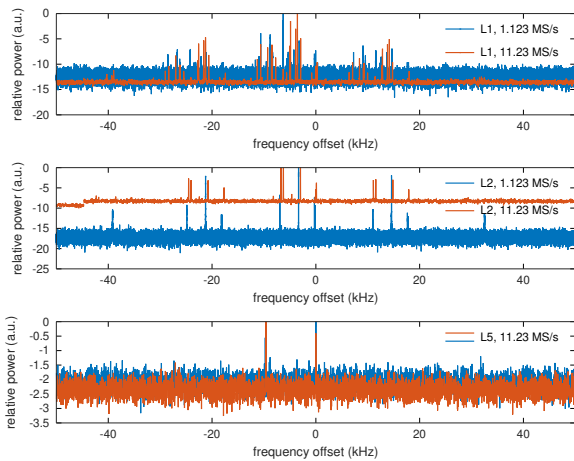 0
-5
-10
-15
-20
relative power (a.u.)
L1, 1.123 MS/s
L1, 11.23 MS/s
-40 -20 0 20 40
frequency offset (kHz)
0
-5
-10
-15
-20
-25
relative power (a.u.)
L2, 1.123 MS/s
L2, 11.23 MS/s
-40 -20 0 20 40
frequency offset (kHz)
0
-0.5
-1
-1.5
-2
-2.5
-3
-3.5
relative power (a.u.)
L5, 11.23 MS/s
-40 -20 0 20 40
frequency offset (kHz)